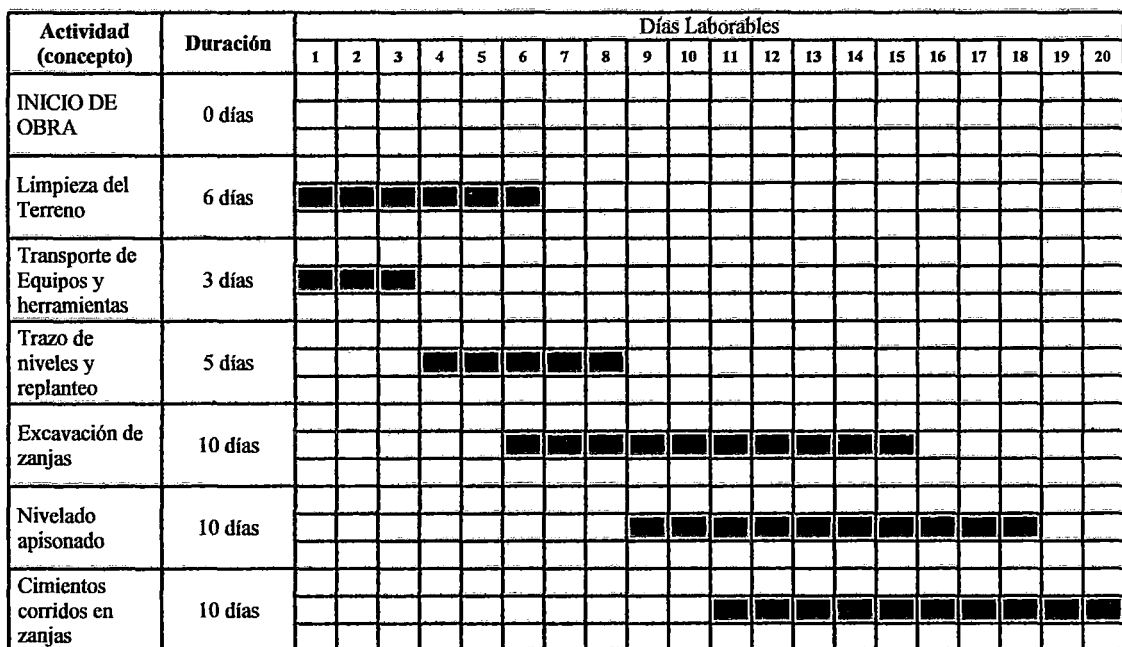 Actividad (concepto) Duración Días Laborables
1 2 3 4 5 6 7 8 9 10 11 12 13 14 15 16 17 18 19 20
INICIO DE
OBRA
0 días
Limpieza del
Terreno
6 días
Transporte de
Equipos y
herramientas
3 días
Trazo de
niveles y
replanteo
5 días
Excavación de
zanjas
10 días
Nivelado
apisonado
10 días
Cimientos
corridos en
zanjas
10 días